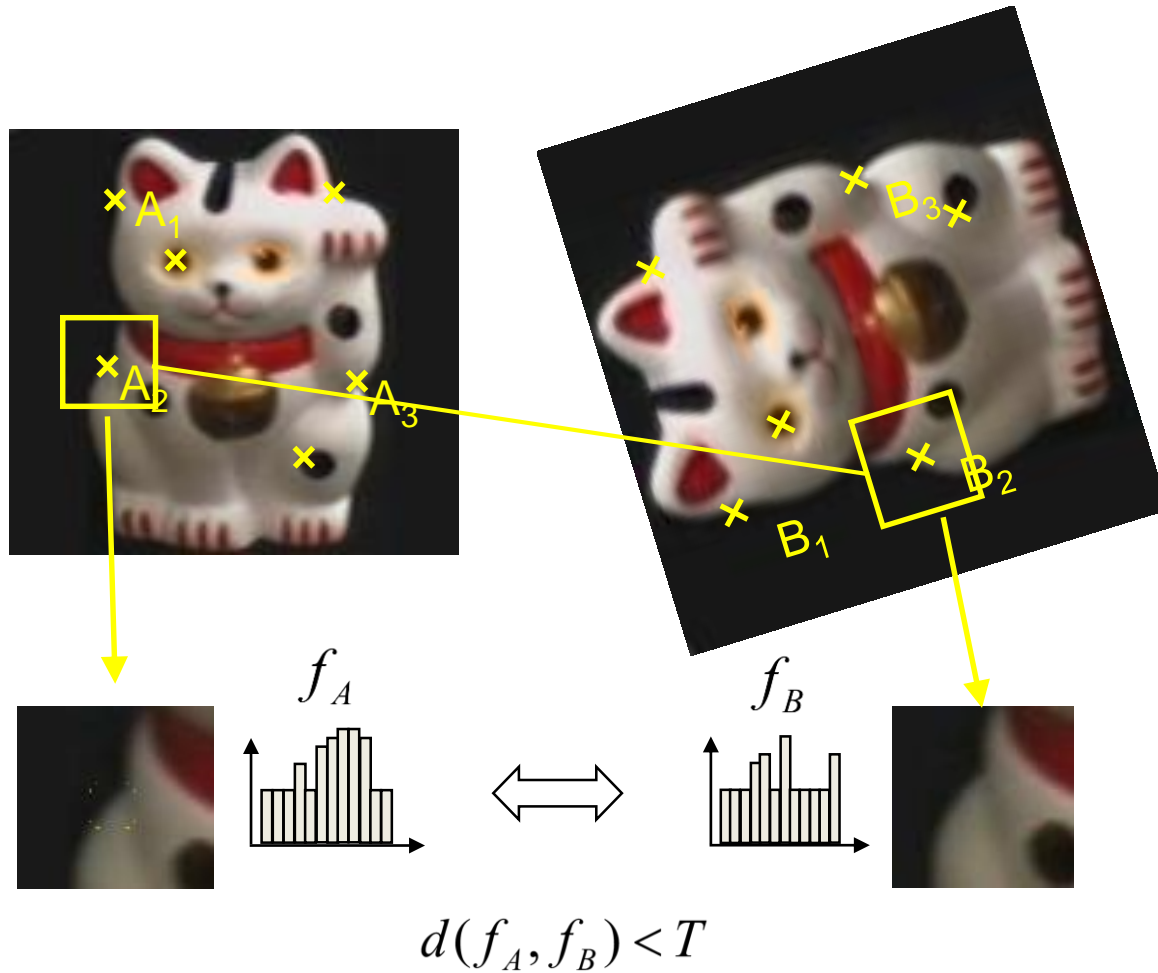 A₁
A₂
A₃
B₃
B₂
B₁
f_A
f_B
d(f_A, f_B) < T